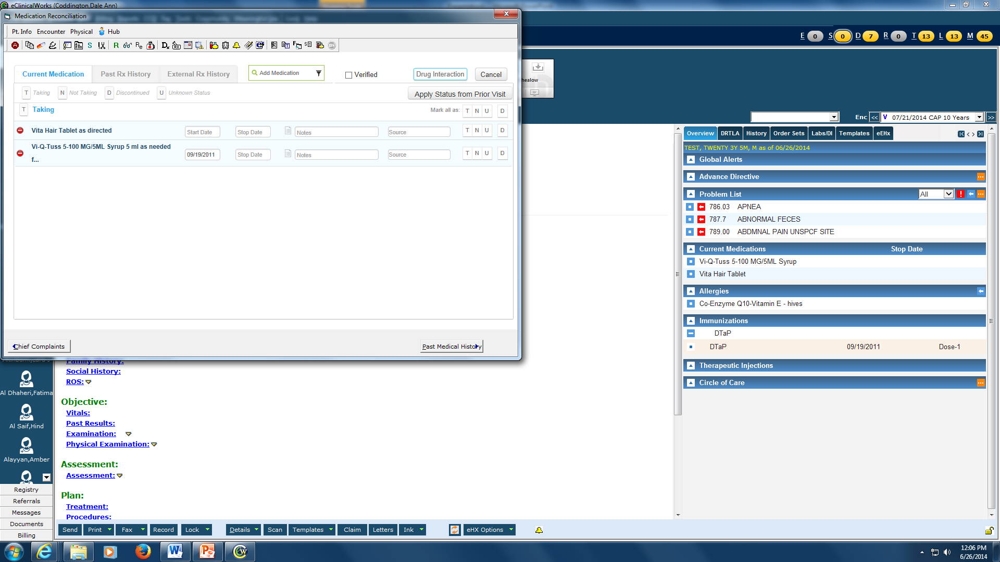 eClinicalWorks (Coddington,Dale Ann)
Medication Reconciliation
Pt. Info Encounter Physical Hub
S R
E 0 S 0 D 7 R 0 T 13 L 13 M 45
Current Medication Past Rx History External Rx History Add Medication Verified Drug Interaction Cancel
healow
T Taking N Not Taking D Discontinued U Unknown Status Apply Status from Prior Visit
T Taking Mark all as: T N U D
Vita Hair Tablet as directed Start Date Stop Date Notes Source T N U D
Vi-Q-Tuss 5-100 MG/5ML Syrup 5 ml as needed f... 09/19/2011 Stop Date Notes Source T N U D
Chief Complaints Past Medical History
Enc << V 07/21/2014 CAP 10 Years >>
Overview DRTLA History Order Sets Labs/DI Templates eEHx
TEST, TWENTY 3Y 5M, M as of 06/26/2014
Global Alerts
Advance Directive
Problem List All
786.03 APNEA
787.7 ABNORMAL FECES
789.00 ABDMNAL PAIN UNSPCF SITE
Current Medications Stop Date
Vi-Q-Tuss 5-100 MG/5ML Syrup
Vita Hair Tablet
Allergies
Co-Enzyme Q10-Vitamin E - hives
Immunizations
DTaP
DTaP 09/19/2011 Dose-1
Therapeutic Injections
Circle of Care
Family History:
Social History:
ROS:
Objective:
Vitals:
Past Results:
Examination:
Physical Examination:
Assessment:
Assessment:
Plan:
Treatment:
Procedures:
Al Dhaheri,Fatima
Al Saif,Hind
Alayyan,Amber
Registry
Referrals
Messages
Documents
Billing
Send Print Fax Record Lock Details Scan Templates Claim Letters Ink eHX Options
12:06 PM
6/26/2014